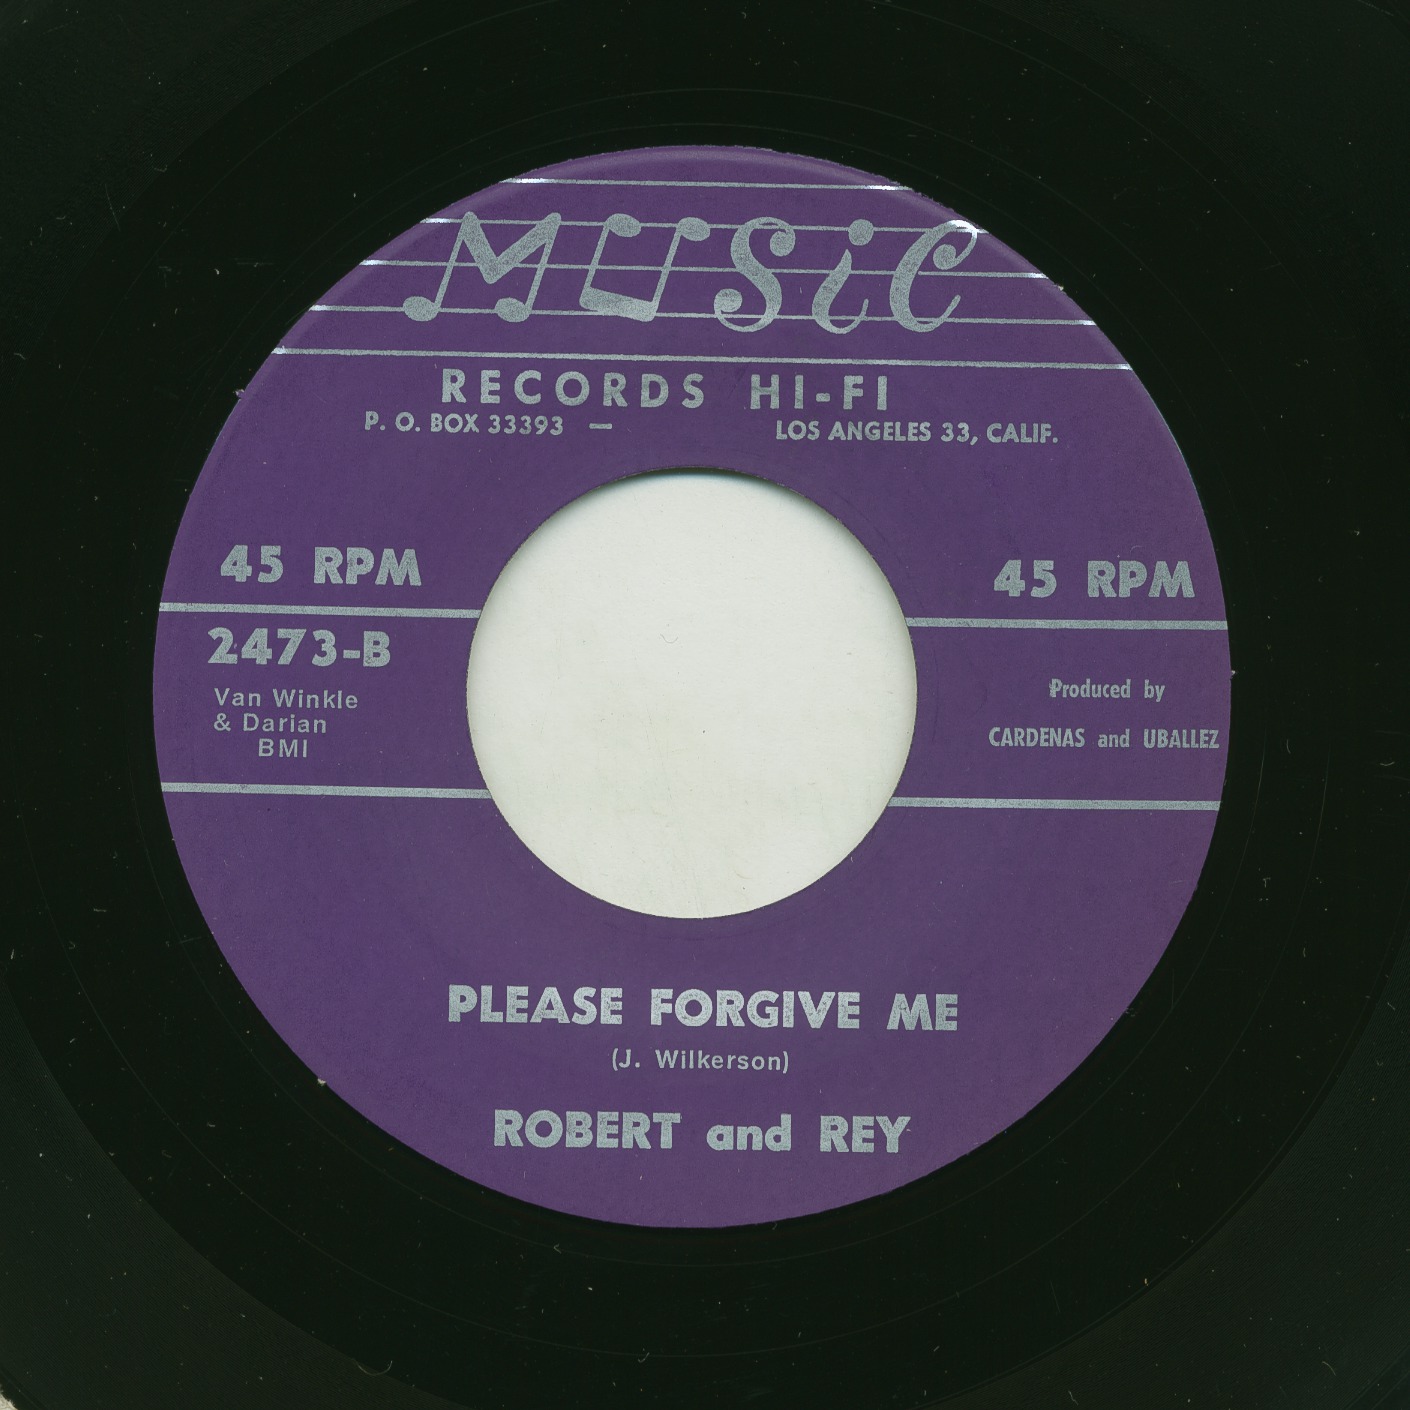 MUSiC
RECORDS HI-FI
P. O. BOX 33393 — LOS ANGELES 33, CALIF.
45 RPM
45 RPM
2473-B
Van Winkle
& Darian
BMI
Produced by
CARDENAS and UBALLEZ
PLEASE FORGIVE ME
(J. Wilkerson)
ROBERT and REY